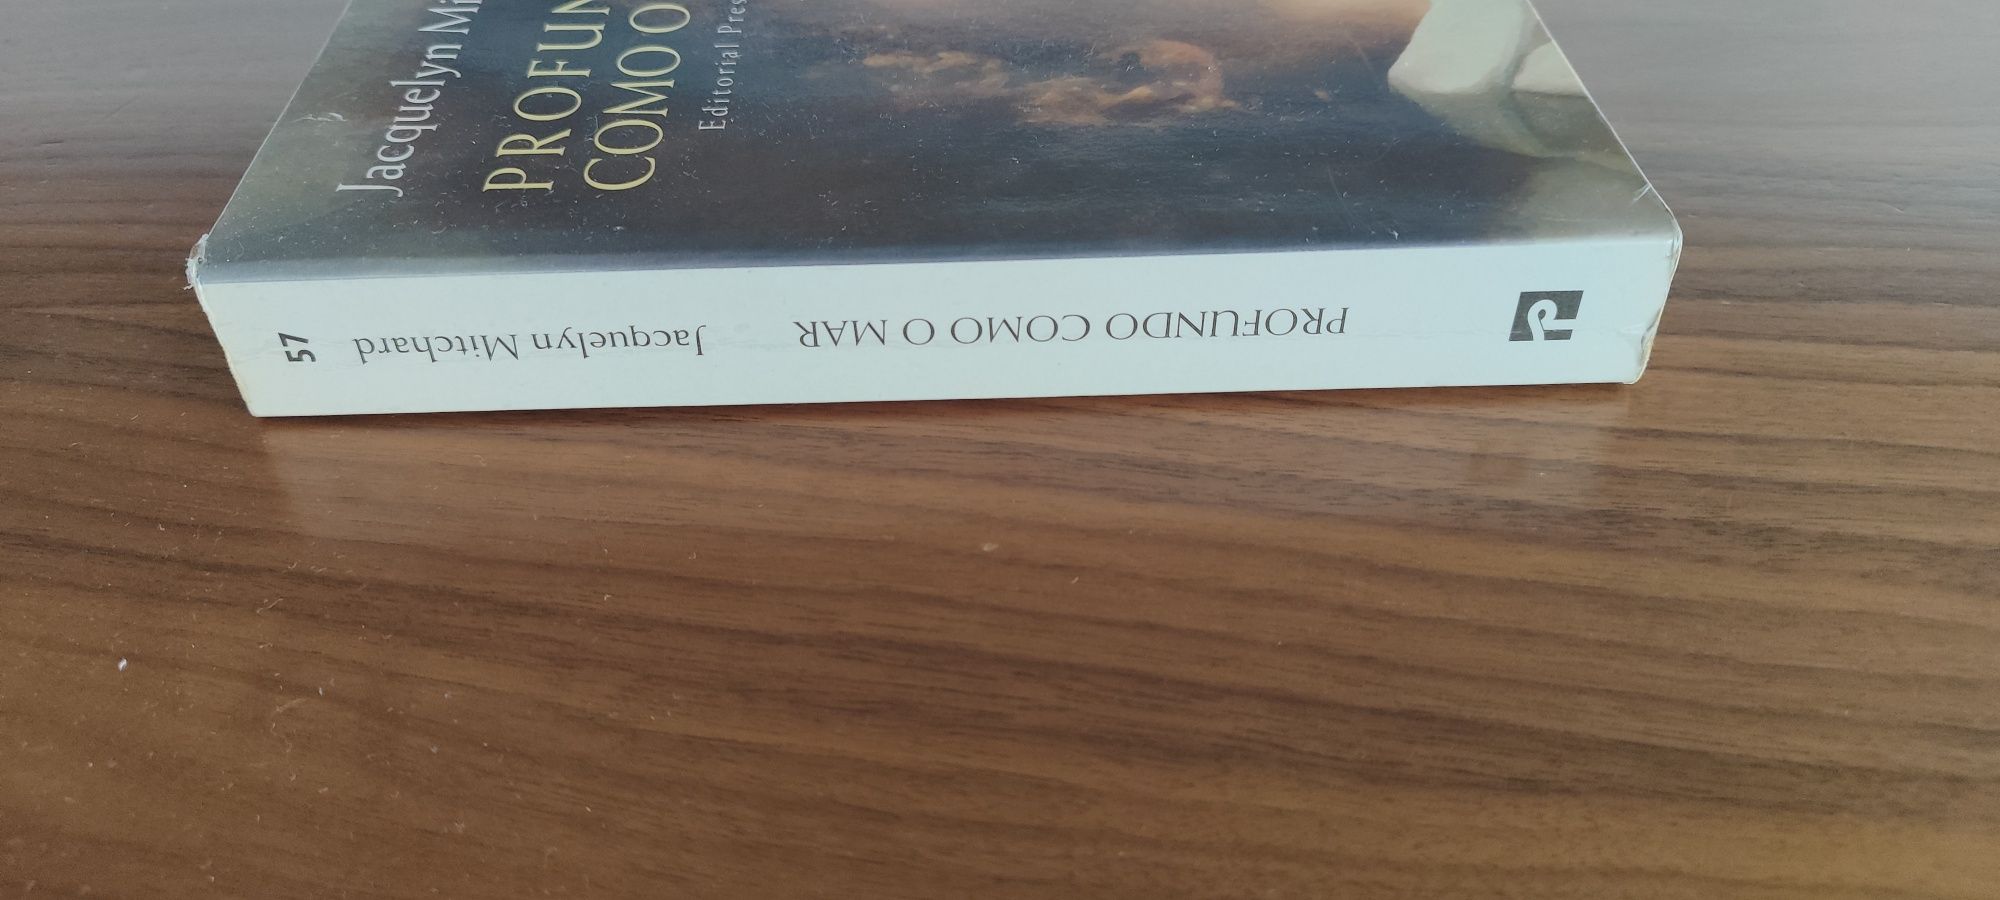 Jacquelyn Mi
PROFUN
COMO O
Editorial Pres
PROFUNDO COMO O MAR Jacquelyn Mitchard 57